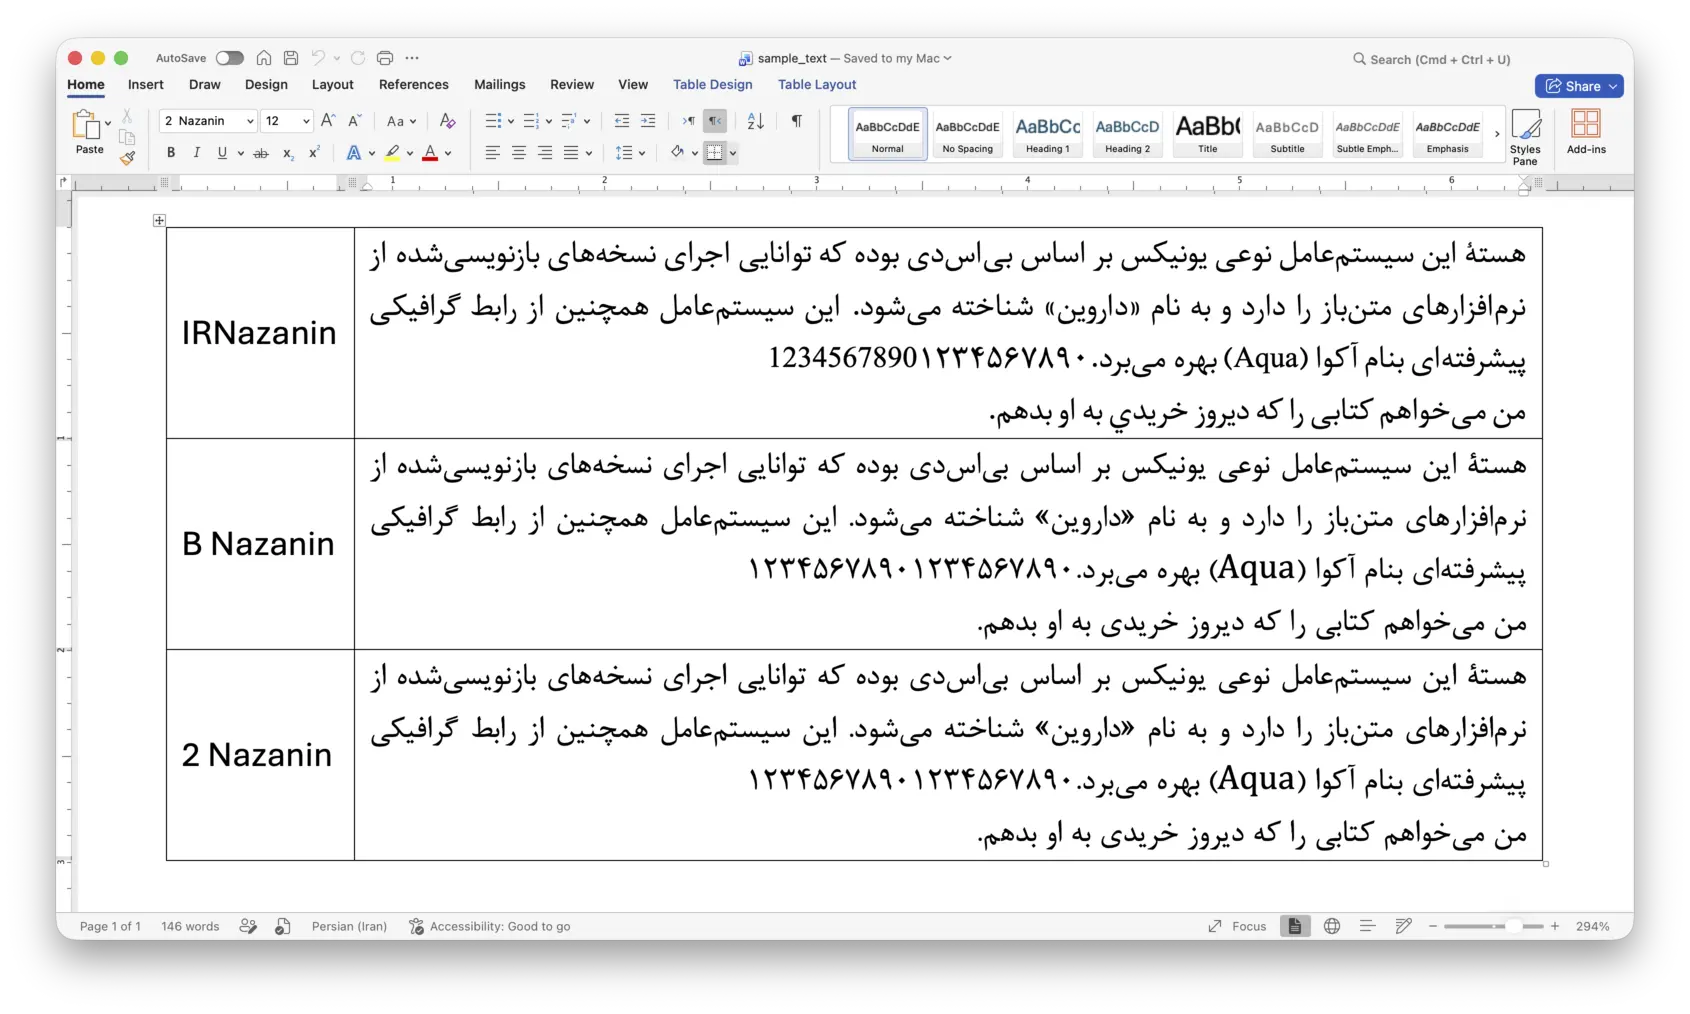 AutoSave
sample_text — Saved to my Mac
Search (Cmd + Ctrl + U)
Home Insert Draw Design Layout References Mailings Review View Table Design Table Layout
Share
Paste
2 Nazanin 12
AaBbCcDdE Normal
AaBbCcDdE No Spacing
AaBbCc Heading 1
AaBbCcD Heading 2
AaBb( Title
AaBbCcD Subtitle
AaBbCcDdE Subtle Emph...
AaBbCcDdE Emphasis
Styles Pane
Add-ins
1 2 3 4 5 6
IRNazanin
هستهٔ این سیستم‌عامل نوعی یونیکس بر اساس بی‌اس‌دی بوده که توانایی اجرای نسخه‌های بازنویسی‌شده از
نرم‌افزارهای متن‌باز را دارد و به نام «داروین» شناخته می‌شود. این سیستم‌عامل همچنین از رابط گرافیکی
پیشرفته‌ای بنام آکوا (Aqua) بهره می‌برد. 1234567890۱۲۳۴۵۶۷۸۹۰
من می‌خواهم کتابی را که دیروز خریدي به او بدهم.
B Nazanin
هستهٔ این سیستم‌عامل نوعی یونیکس بر اساس بی‌اس‌دی بوده که توانایی اجرای نسخه‌های بازنویسی‌شده از
نرم‌افزارهای متن‌باز را دارد و به نام «داروین» شناخته می‌شود. این سیستم‌عامل همچنین از رابط گرافیکی
پیشرفته‌ای بنام آکوا (Aqua) بهره می‌برد. ۱۲۳۴۵۶۷۸۹۰۱۲۳۴۵۶۷۸۹۰
من می‌خواهم کتابی را که دیروز خریدی به او بدهم.
2 Nazanin
هستهٔ این سیستم‌عامل نوعی یونیکس بر اساس بی‌اس‌دی بوده که توانایی اجرای نسخه‌های بازنویسی‌شده از
نرم‌افزارهای متن‌باز را دارد و به نام «داروین» شناخته می‌شود. این سیستم‌عامل همچنین از رابط گرافیکی
پیشرفته‌ای بنام آکوا (Aqua) بهره می‌برد. ۱۲۳۴۵۶۷۸۹۰۱۲۳۴۵۶۷۸۹۰
من می‌خواهم کتابی را که دیروز خریدی به او بدهم.
Page 1 of 1 146 words Persian (Iran) Accessibility: Good to go Focus 294%